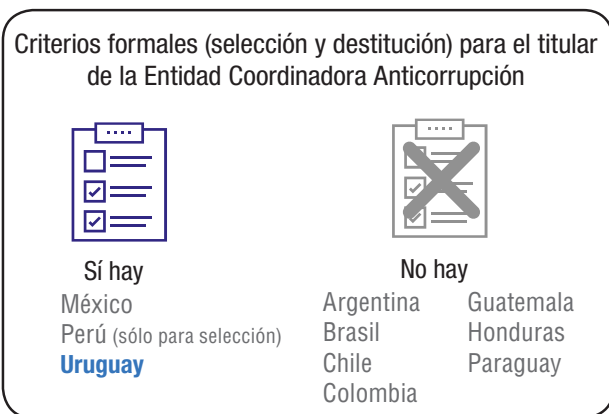 Criterios formales (selección y destitución) para el titular
de la Entidad Coordinadora Anticorrupción
Sí hay
México
Perú (sólo para selección)
Uruguay
No hay
Argentina
Brasil
Chile
Colombia
Guatemala
Honduras
Paraguay